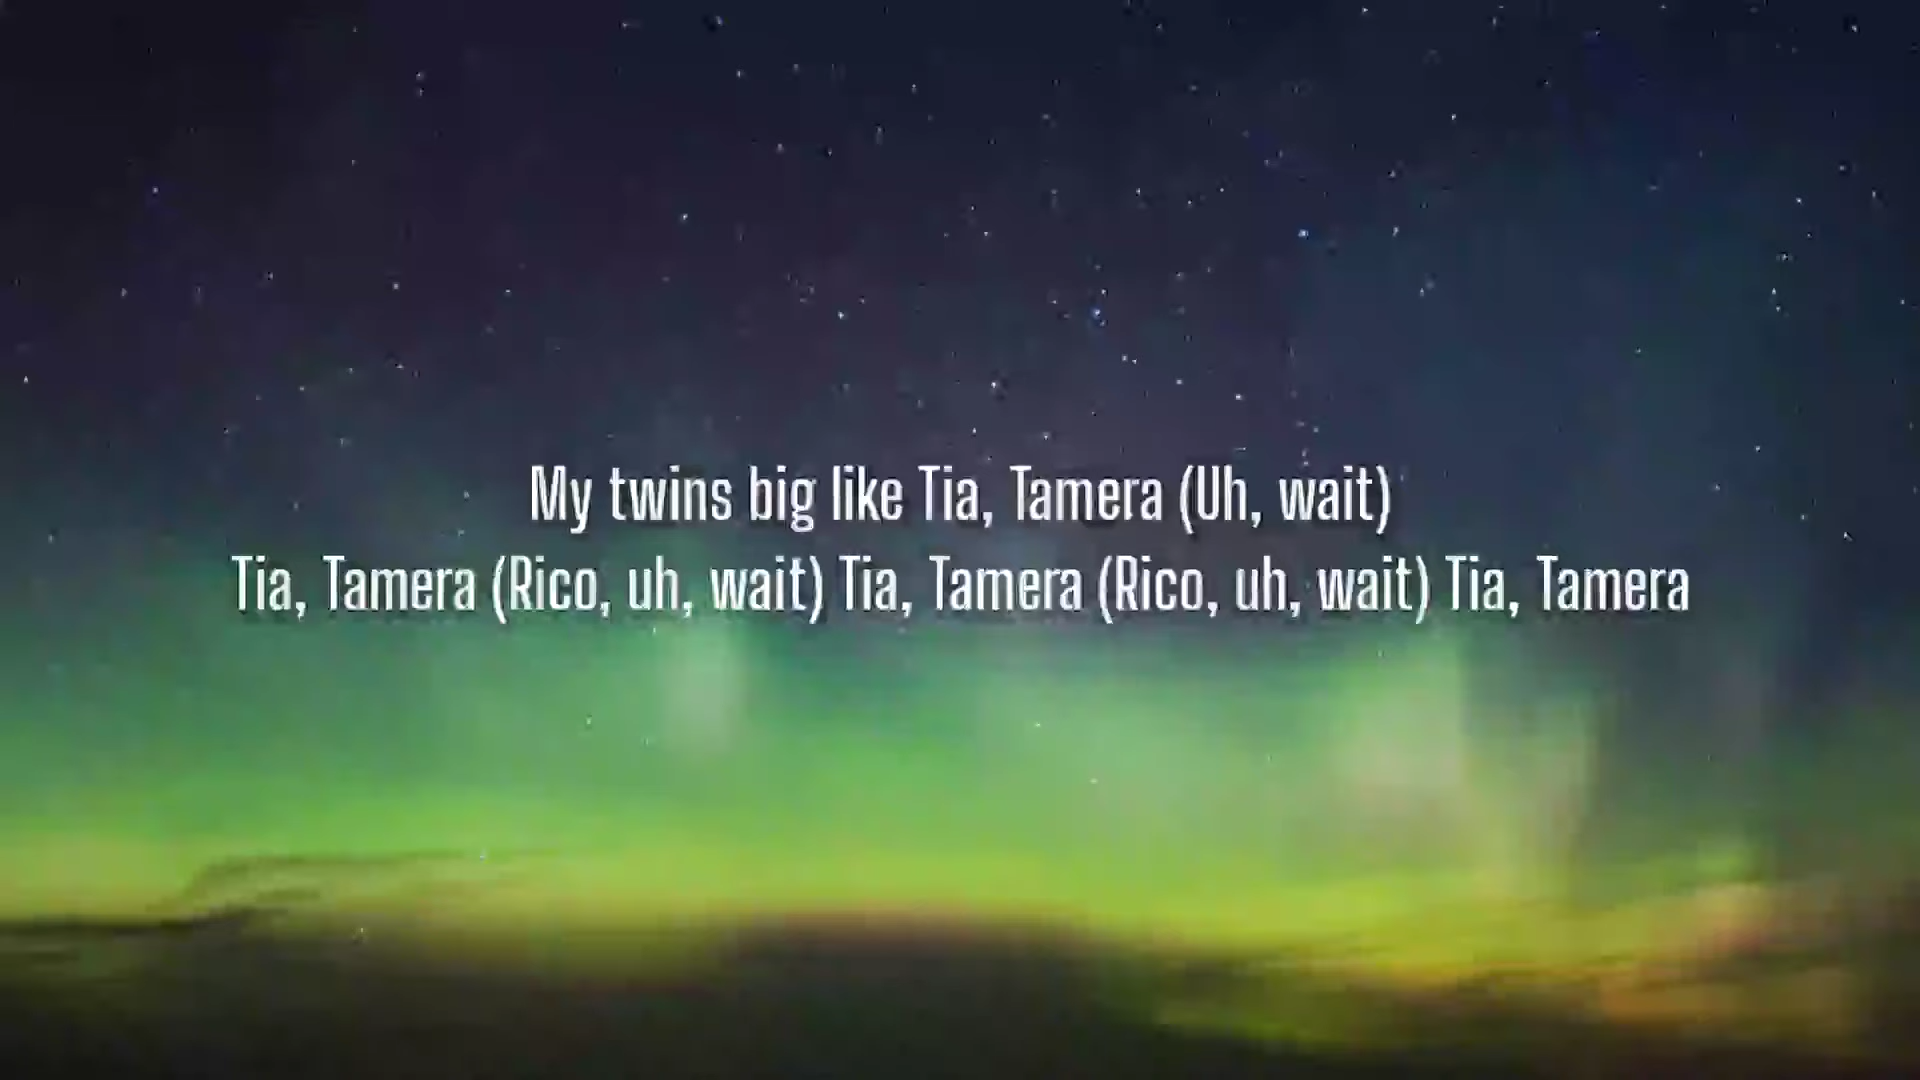 My twins big like Tia, Tamera (Uh, wait)
Tia, Tamera (Rico, uh, wait) Tia, Tamera (Rico, uh, wait) Tia, Tamera